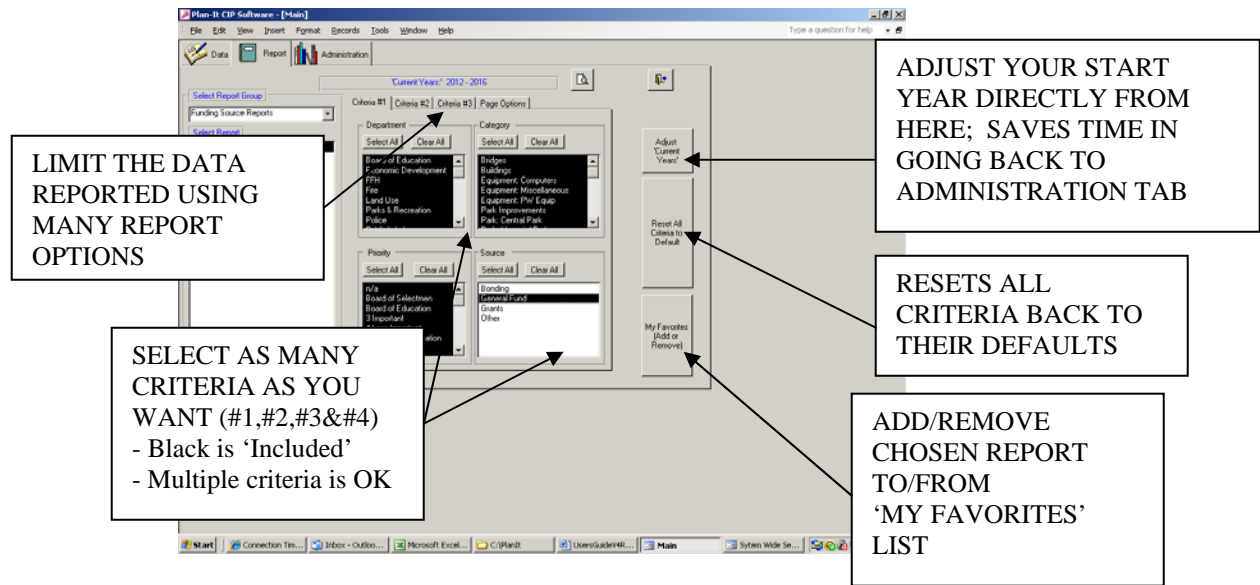 Plan-It CIP Software - [Main]
File Edit View Insert Format Records Tools Window Help
Type a question for help
Data Report Administration
'Current Years:' 2012 - 2016
Select Report Group
Funding Source Reports
Select Report
Criteria #1 Criteria #2 Criteria #3 Page Options
Department
Select All Clear All
Board of Education
Economic Development
FFH
Fire
Land Use
Parks & Recreation
Police
Category
Select All Clear All
Bridges
Buildings
Equipment: Computers
Equipment: Miscellaneous
Equipment: PW Equip
Park Improvements
Park: Central Park
Priority
Select All Clear All
n/a
Board of Selectmen
Board of Education
3 Important
Source
Select All Clear All
Bonding
General Fund
Grants
Other
Adjust
'Current
Years'
Reset All
Criteria to
Default
My Favorites
(Add or
Remove)
LIMIT THE DATA
REPORTED USING
MANY REPORT
OPTIONS
SELECT AS MANY
CRITERIA AS YOU
WANT (#1,#2,#3&#4)
- Black is ‘Included’
- Multiple criteria is OK
ADJUST YOUR START
YEAR DIRECTLY FROM
HERE; SAVES TIME IN
GOING BACK TO
ADMINISTRATION TAB
RESETS ALL
CRITERIA BACK TO
THEIR DEFAULTS
ADD/REMOVE
CHOSEN REPORT
TO/FROM
‘MY FAVORITES’
LIST
Start Connection Tim... Inbox - Outloo... Microsoft Excel... C:\PlanIt UsersGuideV4R... Main Sytem Wide Se...